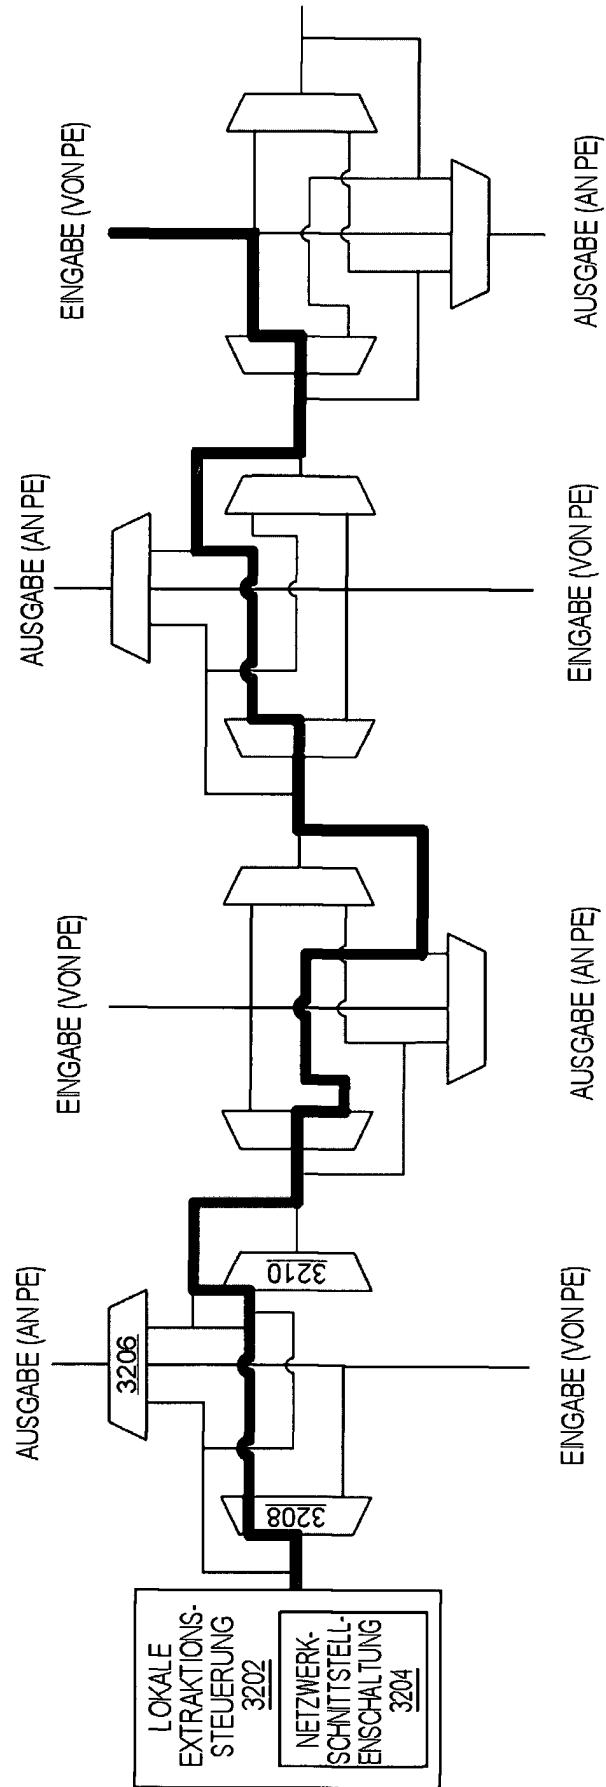 AUSGABE (AN PE)
EINGABE (VON PE)
AUSGABE (AN PE)
EINGABE (VON PE)
LOKALE
EXTRAKTIONS-
STEUERUNG
3202
NETZWERK-
SCHNITTSTELL-
ENSCHALTUNG
3204
3206
3208
3210
EINGABE (VON PE)
AUSGABE (AN PE)
EINGABE (VON PE)
AUSGABE (AN PE)